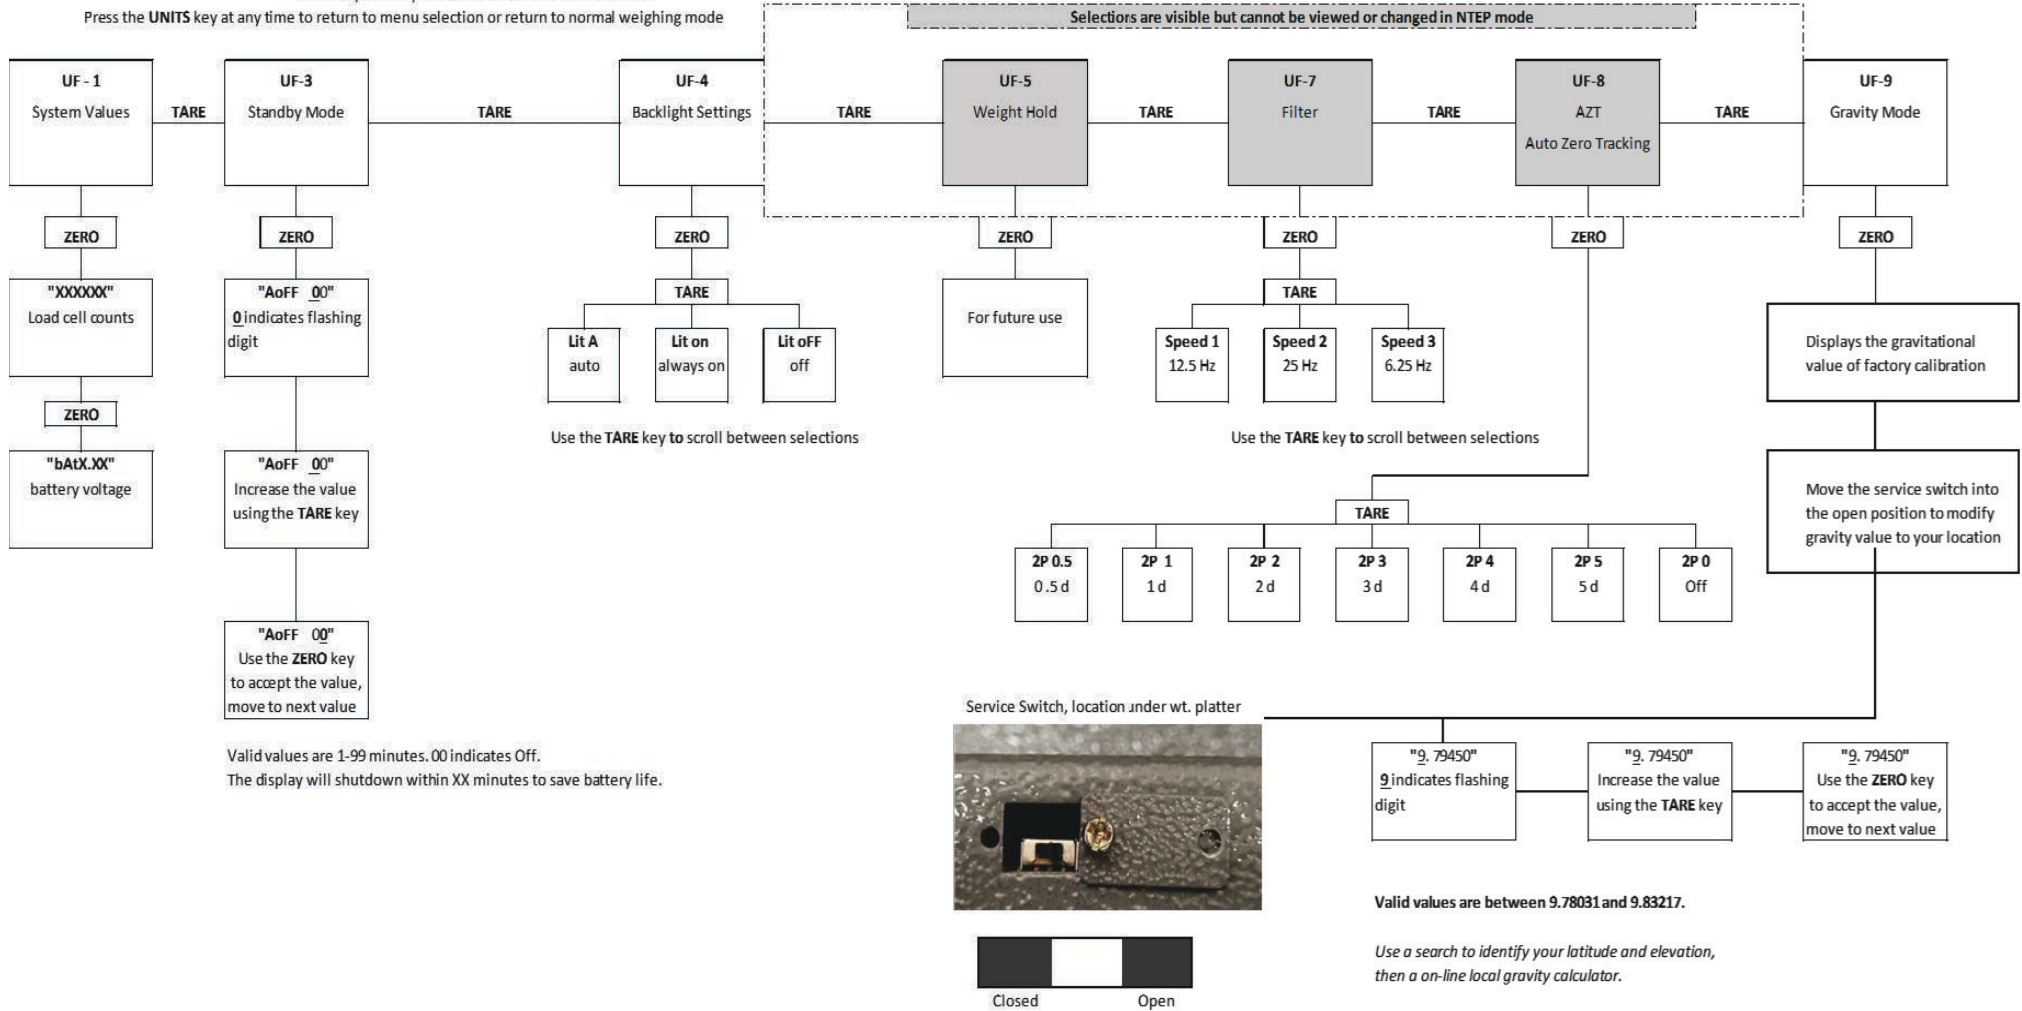 Press the UNITS key at any time to return to menu selection or return to normal weighing mode
Selections are visible but cannot be viewed or changed in NTEP mode
UF - 1
System Values
TARE
UF-3
Standby Mode
TARE
UF-4
Backlight Settings
TARE
UF-5
Weight Hold
TARE
UF-7
Filter
TARE
UF-8
AZT
Auto Zero Tracking
TARE
UF-9
Gravity Mode
ZERO
ZERO
ZERO
ZERO
ZERO
ZERO
ZERO
"XXXXXX"
Load cell counts
ZERO
"bAtX.XX"
battery voltage
"AoFF 00"
0 indicates flashing
digit
"AoFF 00"
Increase the value
using the TARE key
"AoFF 00"
Use the ZERO key
to accept the value,
move to next value
Valid values are 1-99 minutes. 00 indicates Off.
The display will shutdown within XX minutes to save battery life.
TARE
Lit A
auto
Lit on
always on
Lit oFF
off
Use the TARE key to scroll between selections
For future use
TARE
Speed 1
12.5 Hz
Speed 2
25 Hz
Speed 3
6.25 Hz
Use the TARE key to scroll between selections
TARE
2P 0.5
0.5 d
2P 1
1 d
2P 2
2 d
2P 3
3 d
2P 4
4 d
2P 5
5 d
2P 0
Off
Displays the gravitational
value of factory calibration
Move the service switch into
the open position to modify
gravity value to your location
Service Switch, location under wt. platter
Closed
Open
"9. 79450"
9 indicates flashing
digit
"9. 79450"
Increase the value
using the TARE key
"9. 79450"
Use the ZERO key
to accept the value,
move to next value
Valid values are between 9.78031 and 9.83217.
Use a search to identify your latitude and elevation,
then a on-line local gravity calculator.